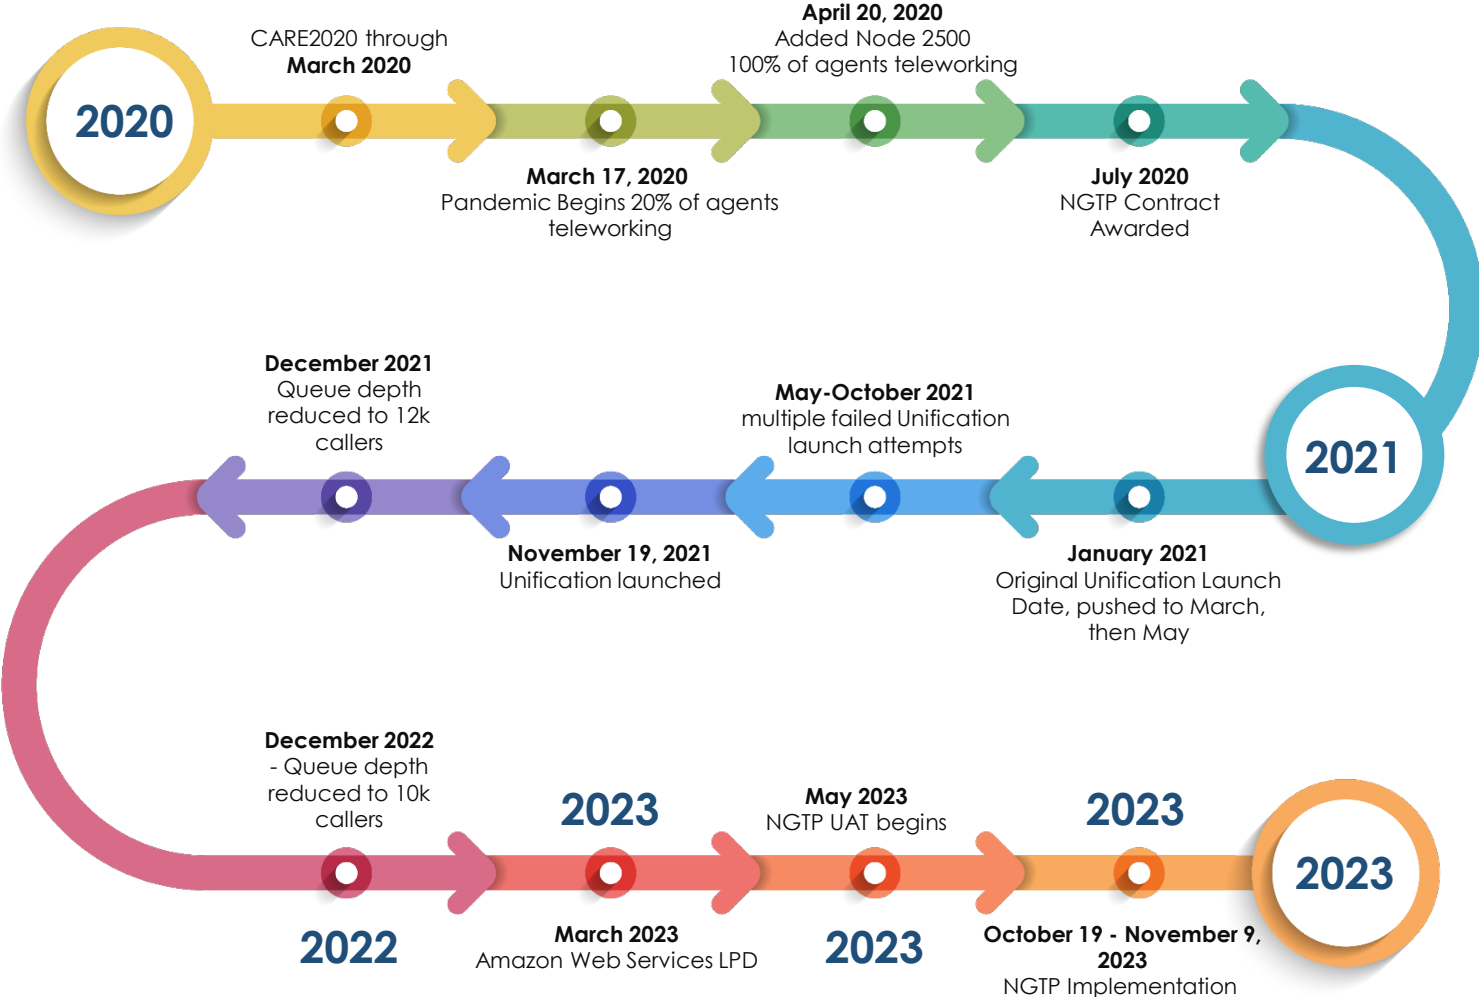 2020
CARE2020 through
March 2020
March 17, 2020
Pandemic Begins 20% of agents
teleworking
April 20, 2020
Added Node 2500
100% of agents teleworking
July 2020
NGTP Contract
Awarded
2021
January 2021
Original Unification Launch
Date, pushed to March,
then May
May-October 2021
multiple failed Unification
launch attempts
November 19, 2021
Unification launched
December 2021
Queue depth
reduced to 12k
callers
December 2022
- Queue depth
reduced to 10k
callers
2022
2023
March 2023
Amazon Web Services LPD
May 2023
NGTP UAT begins
2023
2023
October 19 - November 9,
2023
NGTP Implementation
2023